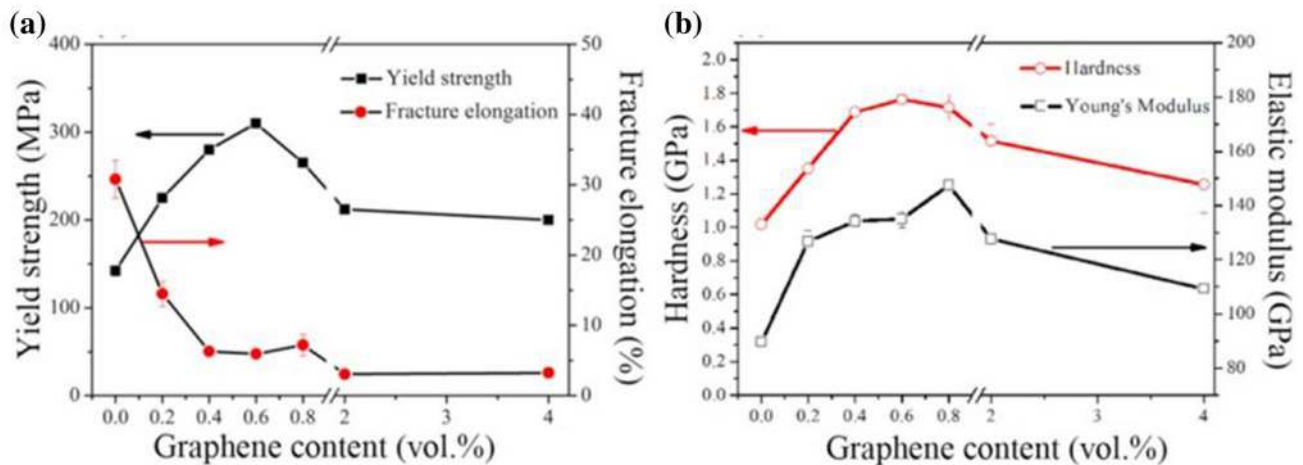 (a)
Yield strength (MPa)
400
300
200
100
0
Yield strength
Fracture elongation
50
40
30
20
10
0
Fracture elongation (%)
0.0 0.2 0.4 0.6 0.8 2 3 4
Graphene content (vol.%)
(b)
Hardness (GPa)
2.0
1.8
1.6
1.4
1.2
1.0
0.8
0.6
0.4
0.2
0.0
Hardness
Young's Modulus
200
180
160
140
120
100
80
Elastic modulus (GPa)
0.0 0.2 0.4 0.6 0.8 2 3 4
Graphene content (vol.%)